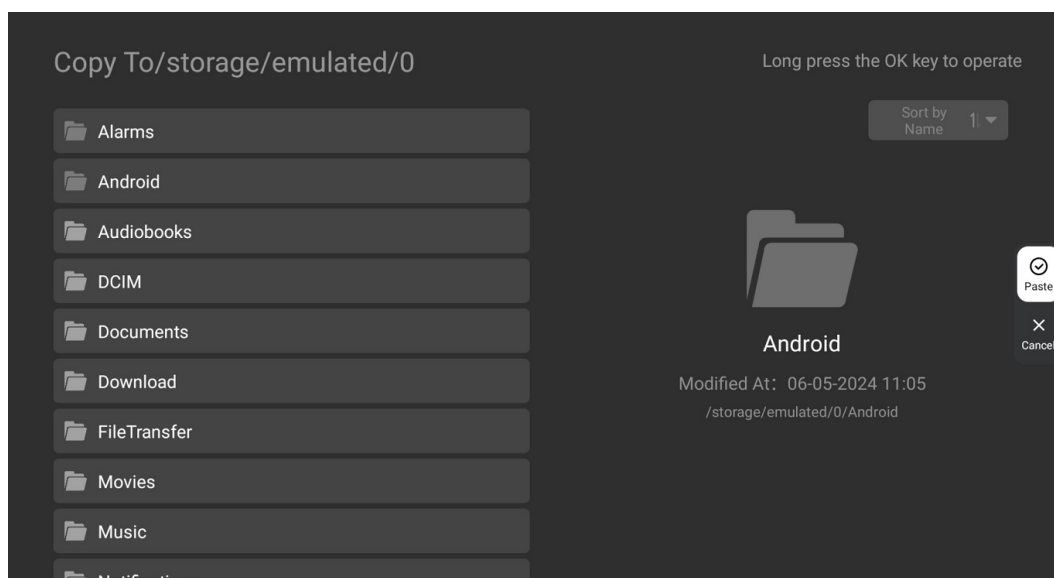 Copy To/storage/emulated/0
Long press the OK key to operate
Sort by
Name
Alarms
Android
Audiobooks
DCIM
Documents
Download
FileTransfer
Movies
Music
Android
Modified At: 06-05-2024 11:05
/storage/emulated/0/Android
Paste
Cancel